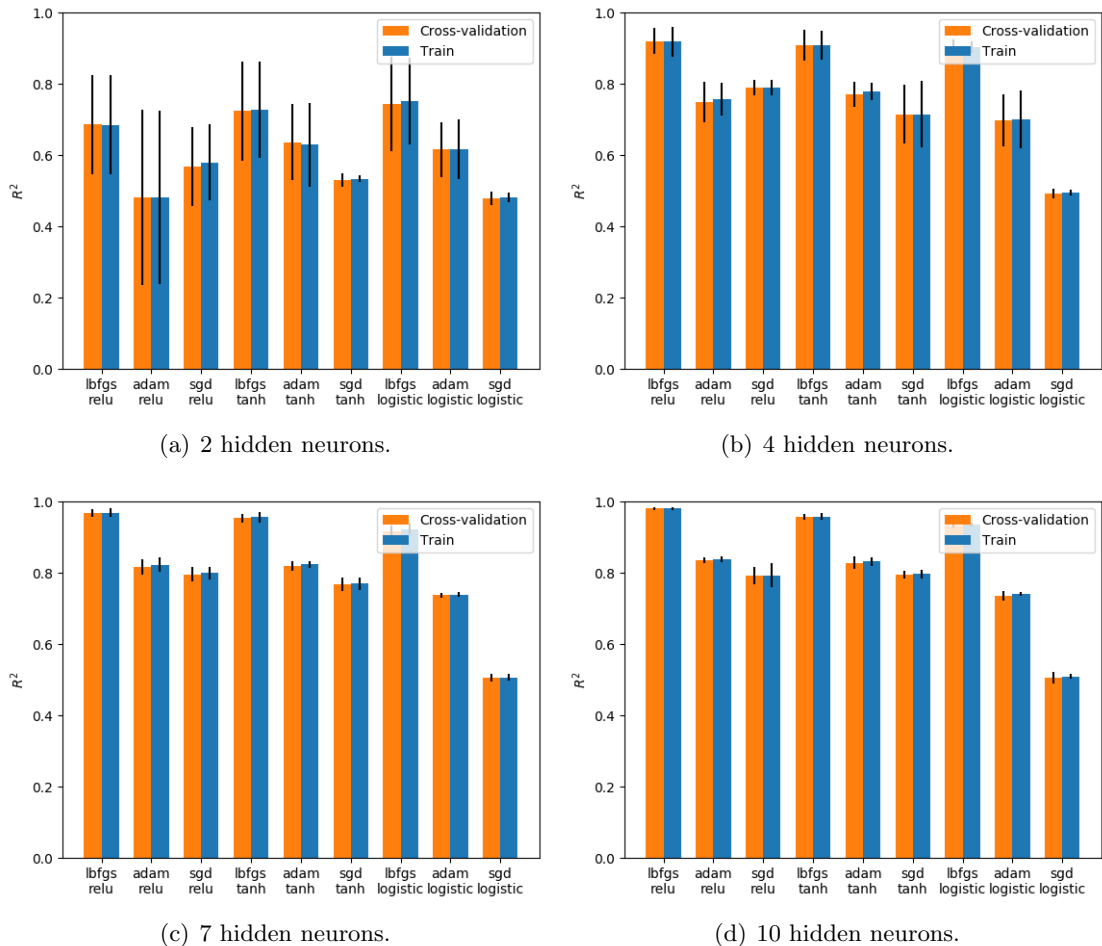 1.0
0.8
0.6
0.4
0.2
0.0
R²
Cross-validation
Train
lbfgs adam sgd lbfgs adam sgd lbfgs adam sgd
relu relu relu tanh tanh tanh logistic logistic logistic
(a) 2 hidden neurons.
1.0
0.8
0.6
0.4
0.2
0.0
R²
Cross-validation
Train
lbfgs adam sgd lbfgs adam sgd lbfgs adam sgd
relu relu relu tanh tanh tanh logistic logistic logistic
(b) 4 hidden neurons.
1.0
0.8
0.6
0.4
0.2
0.0
R²
Cross-validation
Train
lbfgs adam sgd lbfgs adam sgd lbfgs adam sgd
relu relu relu tanh tanh tanh logistic logistic logistic
(c) 7 hidden neurons.
1.0
0.8
0.6
0.4
0.2
0.0
R²
Cross-validation
Train
lbfgs adam sgd lbfgs adam sgd lbfgs adam sgd
relu relu relu tanh tanh tanh logistic logistic logistic
(d) 10 hidden neurons.